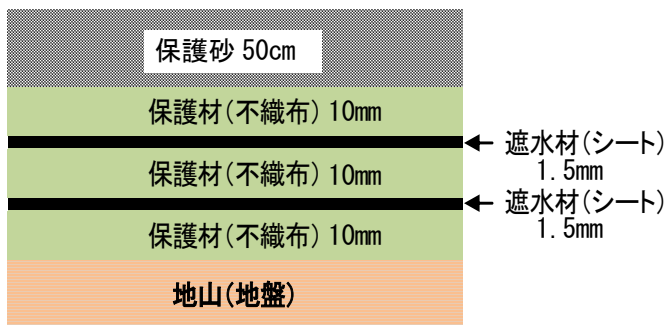 保護砂 50cm
保護材(不織布) 10mm
遮水材(シート)
1.5mm
保護材(不織布) 10mm
遮水材(シート)
1.5mm
保護材(不織布) 10mm
地山(地盤)